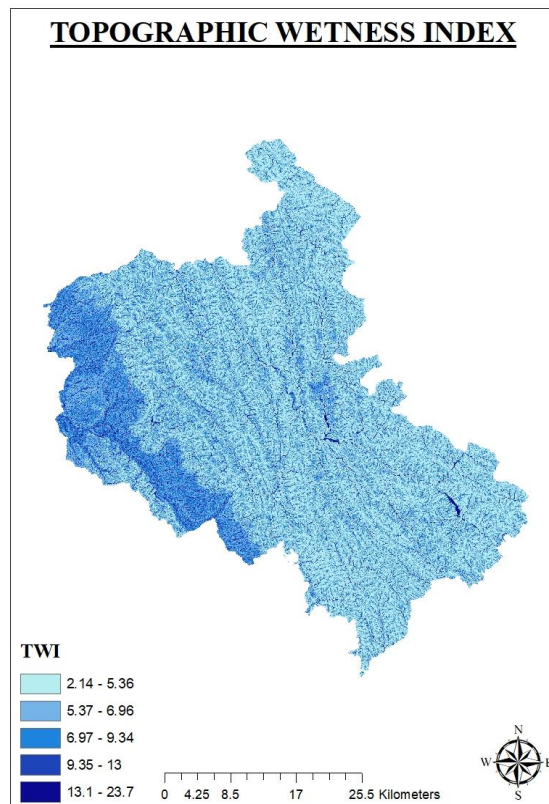 TOPOGRAPHIC WETNESS INDEX
TWI
2.14 - 5.36
5.37 - 6.96
6.97 - 9.34
9.35 - 13
13.1 - 23.7
0 4.25 8.5 17 25.5 Kilometers
N
W E
S